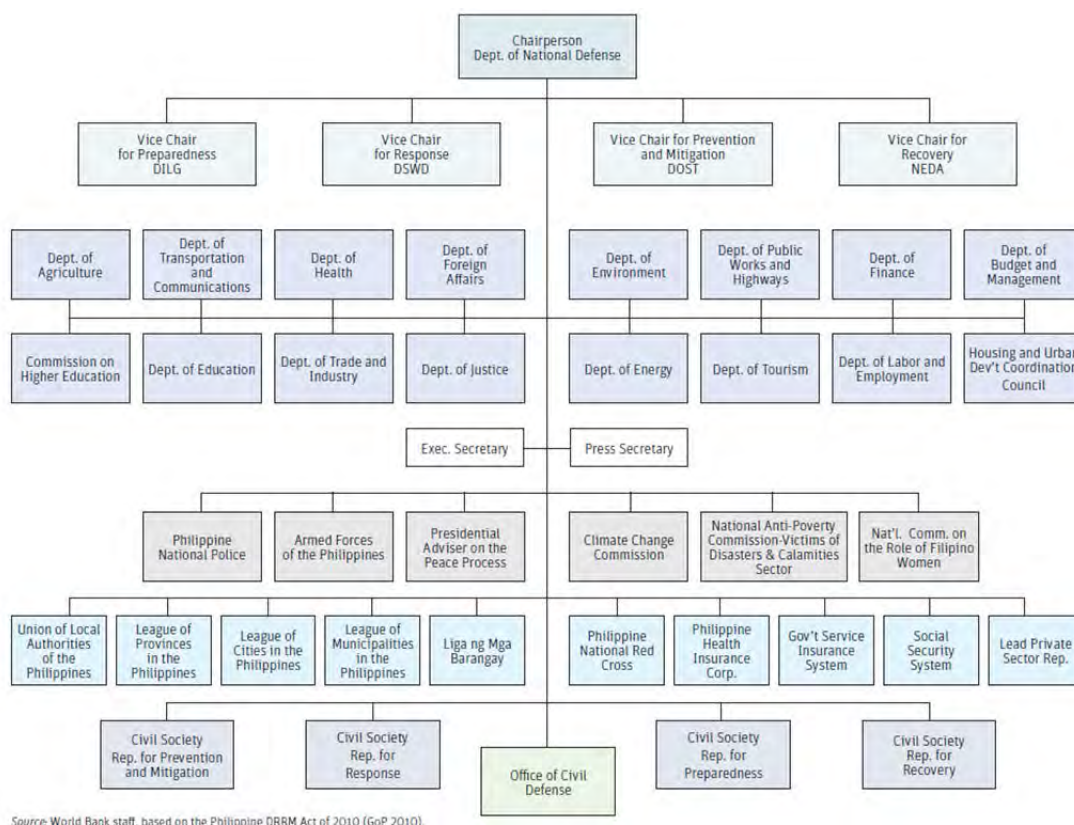 Chairperson
Dept. of National Defense
Vice Chair
for Preparedness
DILG
Vice Chair
for Response
DSWD
Vice Chair for Prevention
and Mitigation
DOST
Vice Chair for
Recovery
NEDA
Dept. of
Agriculture
Dept. of
Transportation
and
Communications
Dept. of
Health
Dept. of
Foreign
Affairs
Dept. of
Environment
Dept. of Public
Works and
Highways
Dept. of
Finance
Dept. of
Budget and
Management
Commission on
Higher Education
Dept. of Education
Dept. of Trade and
Industry
Dept. of Justice
Dept. of Energy
Dept. of Tourism
Dept. of Labor and
Employment
Housing and Urban
Dev't Coordination
Council
Exec. Secretary
Press Secretary
Philippine
National Police
Armed Forces
of the Philippines
Presidential
Adviser on the
Peace Process
Climate Change
Commission
National Anti-Poverty
Commission-Victims of
Disasters & Calamities
Sector
Nat'l. Comm. on
the Role of Filipino
Women
Union of Local
Authorities
of the
Philippines
League of
Provinces in
the
Philippines
League of
Cities in the
Philippines
League of
Municipalities
in the
Philippines
Liga ng Mga
Barangay
Philippine
National Red
Cross
Philippine
Health
Insurance
Corp.
Gov't Service
Insurance
System
Social
Security
System
Lead Private
Sector Rep.
Civil Society
Rep. for Prevention
and Mitigation
Civil Society
Rep. for
Response
Office of Civil
Defense
Civil Society
Rep. for
Preparedness
Civil Society
Rep. for
Recovery
Source: World Bank staff, based on the Philippine DRRM Act of 2010 (GoP 2010).